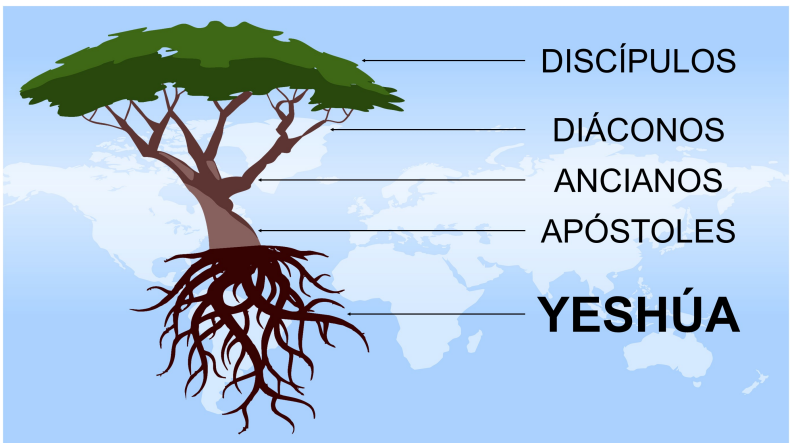 DISCÍPULOS
DIÁCONOS
ANCIANOS
APÓSTOLES
YESHÚA